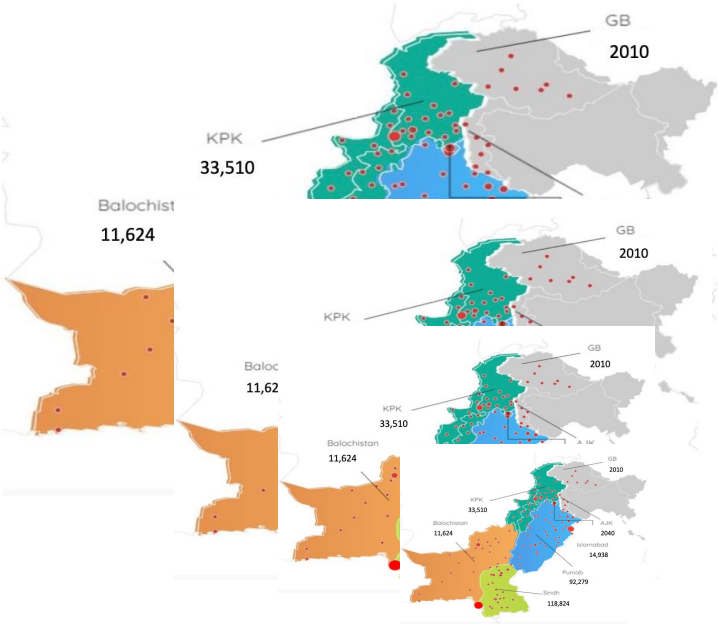 GB
2010
KPK
33,510
Balochist
11,624
GB
2010
KPK
Baloc
11,62
GB
2010
KPK
33,510
Balochistan
11,624
GB
2010
KPK
33,510
AJK
2040
Balochistan
11,624
Islamabad
14,938
Punjab
92,279
Sindh
118,824